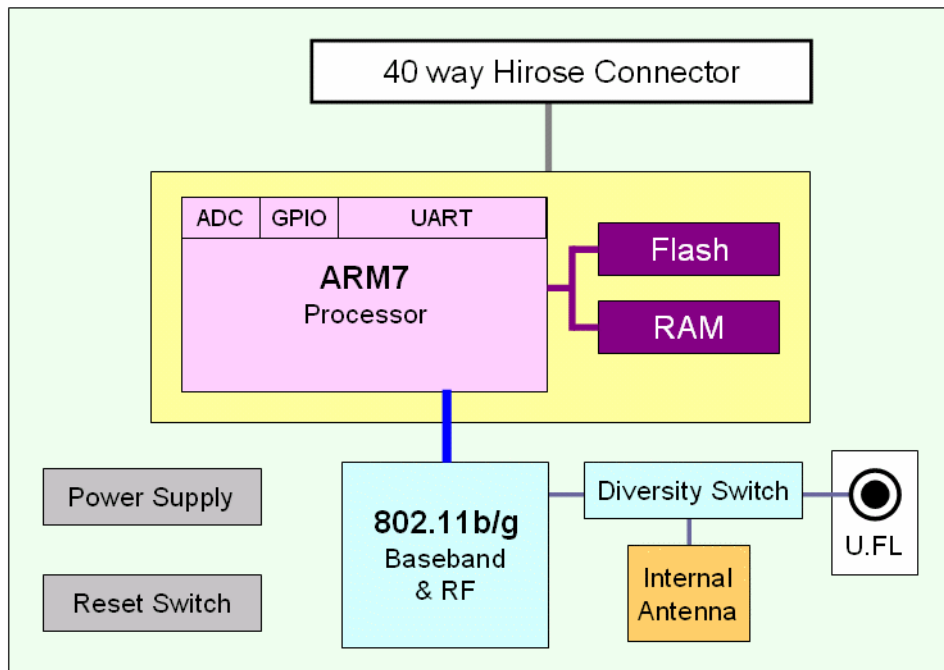 40 way Hirose Connector
ADC
GPIO
UART
ARM7
Processor
Flash
RAM
Power Supply
Reset Switch
802.11b/g
Baseband
& RF
Diversity Switch
Internal
Antenna
U.FL